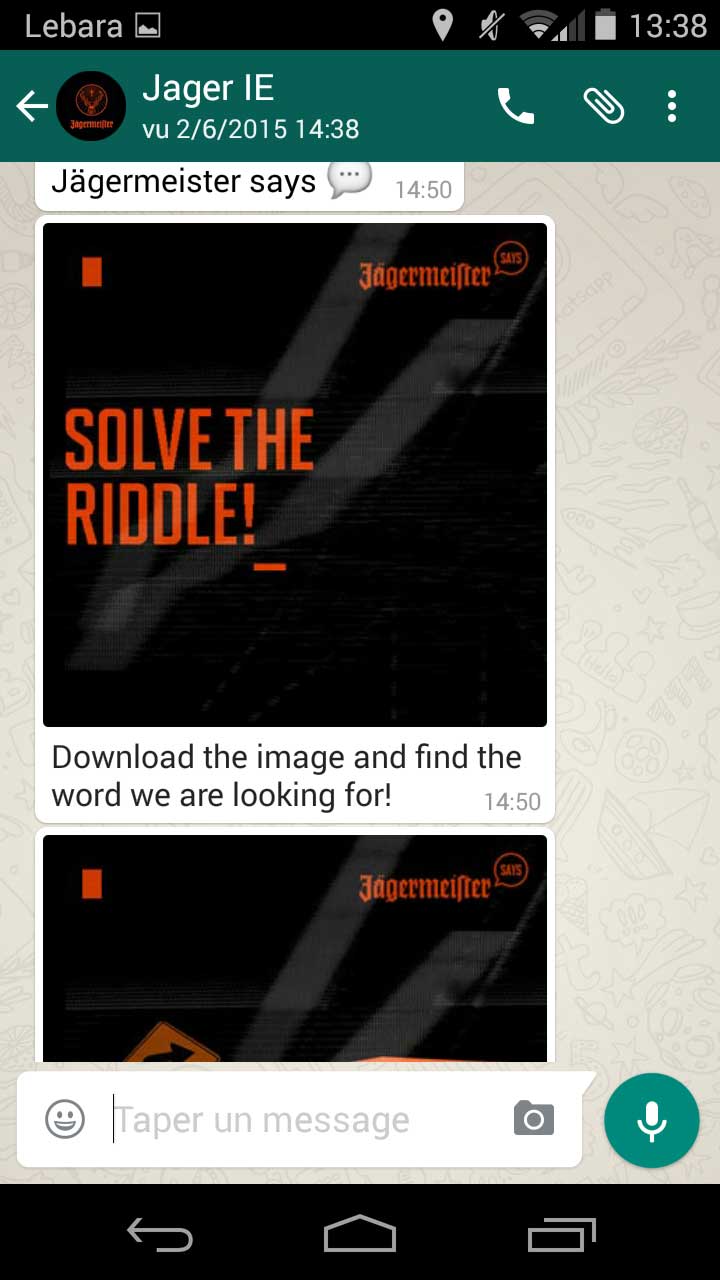 Lebara 13:38
Jägermeister
Jager IE
vu 2/6/2015 14:38
Jägermeister says 💬 14:50
Jägermeister SAYS
SOLVE THE
RIDDLE!
Download the image and find the
word we are looking for! 14:50
Jägermeister SAYS
Taper un message